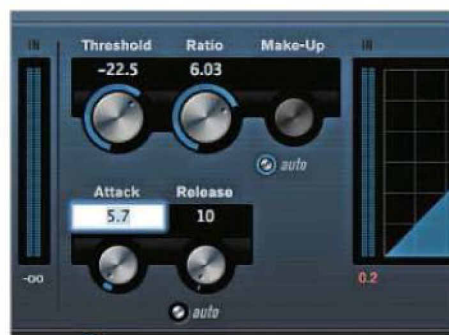 IN
Threshold Ratio Make-Up
IN
-22.5 6.03
auto
Attack Release
5.7 10
-∞
0.2
auto